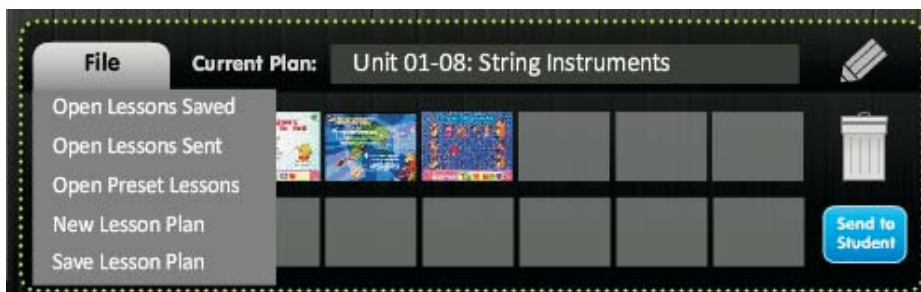 File
Current Plan:
Unit 01-08: String Instruments
Open Lessons Saved
Open Lessons Sent
Open Preset Lessons
New Lesson Plan
Save Lesson Plan
Send to
Student